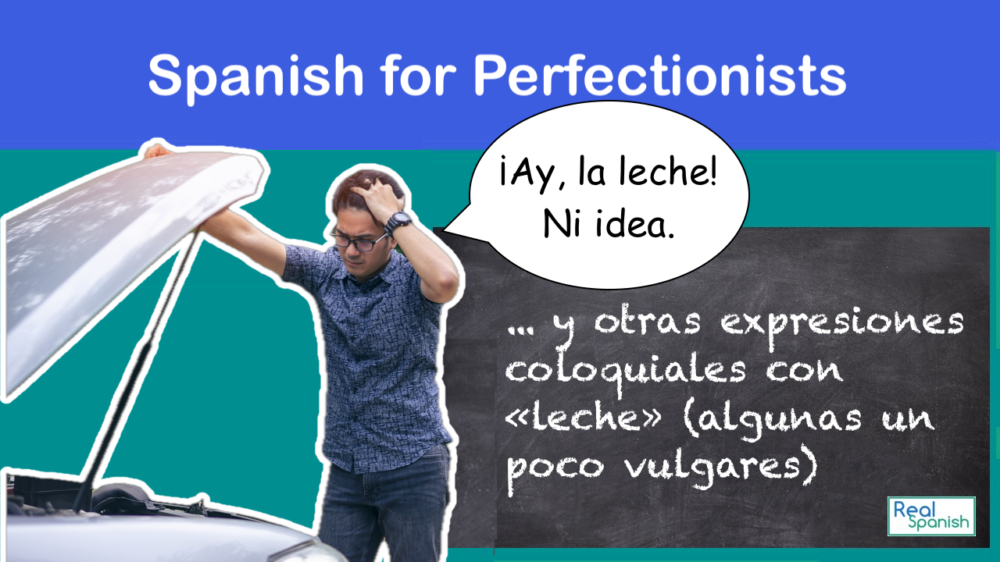 Spanish for Perfectionists
¡Ay, la leche!
Ni idea.
... y otras expresiones
coloquiales con
«leche» (algunas un
poco vulgares)
Real
Spanish